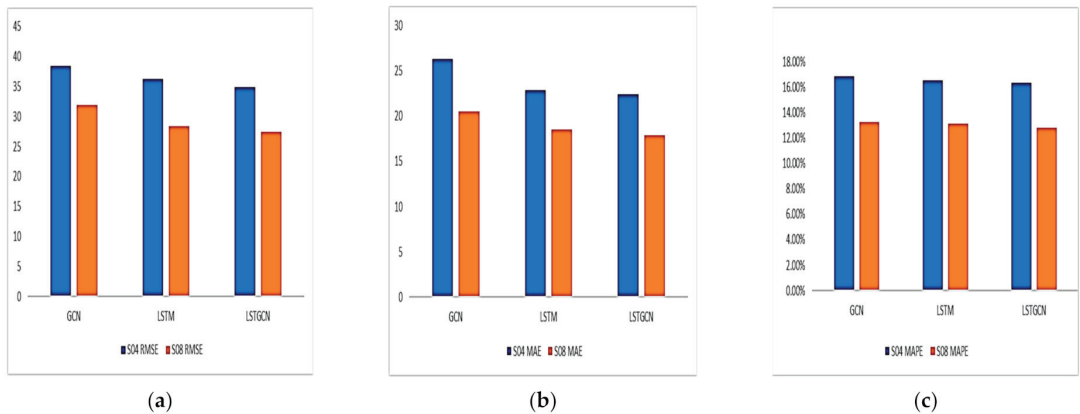 45
40
35
30
25
20
15
10
5
0
GCN
LSTM
LSTGCN
S04 RMSE S08 RMSE
(a)
30
25
20
15
10
5
0
GCN
LSTM
LSTGCN
S04 MAE S08 MAE
(b)
18.00%
16.00%
14.00%
12.00%
10.00%
8.00%
6.00%
4.00%
2.00%
0.00%
GCN
LSTM
LSTGCN
S04 MAPE S08 MAPE
(c)